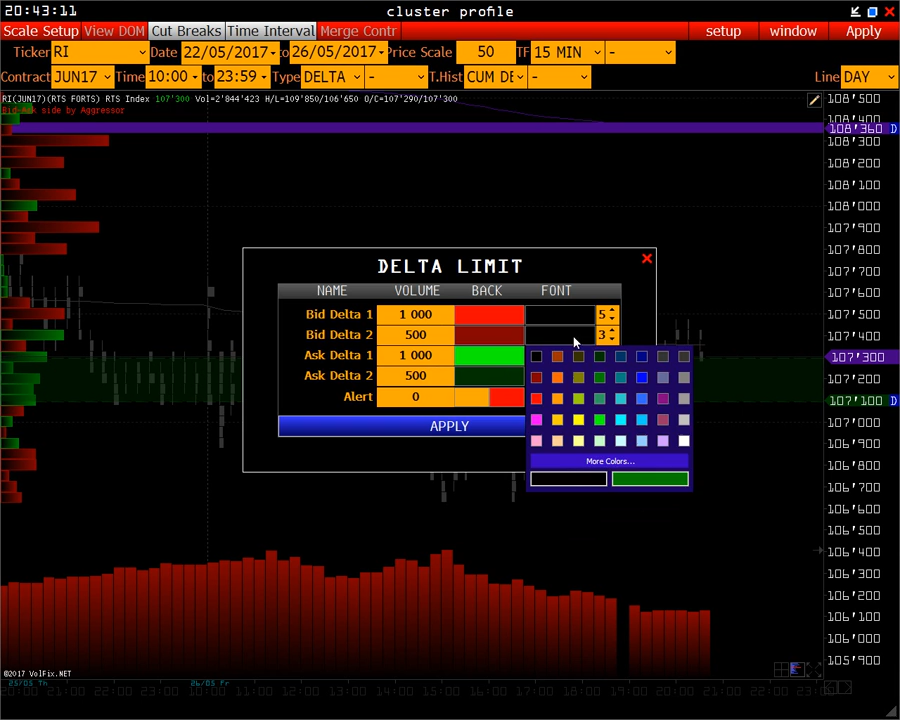 20:43:11
cluster profile
Scale Setup View DOM Cut Breaks Time Interval Merge Contr setup window Apply
Ticker RI Date 22/05/2017 to 26/05/2017 Price Scale 50 TF 15 MIN -
Contract JUN17 Time 10:00 to 23:59 Type DELTA - T.Hist CUM DE - Line DAY
RI(JUN17)(RTS FORTS) RTS Index 107'300 Vol=2'844'423 H/L=109'850/106'650 O/C=107'290/107'300
Bid-Ask side by Aggressor
108'500
108'400
108'360 D
108'300
108'200
108'100
108'000
107'900
107'800
107'700
107'600
107'500
107'400
107'300
107'200
107'100 D
107'000
106'900
106'800
106'700
106'600
106'500
106'400
106'300
106'200
106'100
106'000
105'900
DELTA LIMIT
NAME VOLUME BACK FONT
Bid Delta 1 1 000 5
Bid Delta 2 500 3
Ask Delta 1 1 000
Ask Delta 2 500
Alert 0
APPLY
More Colors...
©2017 VolFix.NET
25/05 Th 26/05 Fr
20:00 21:00 22:00 23:00 10:00 11:00 12:00 13:00 14:00 15:00 16:00 17:00 18:00 19:00 20:00 21:00 22:00 23:00